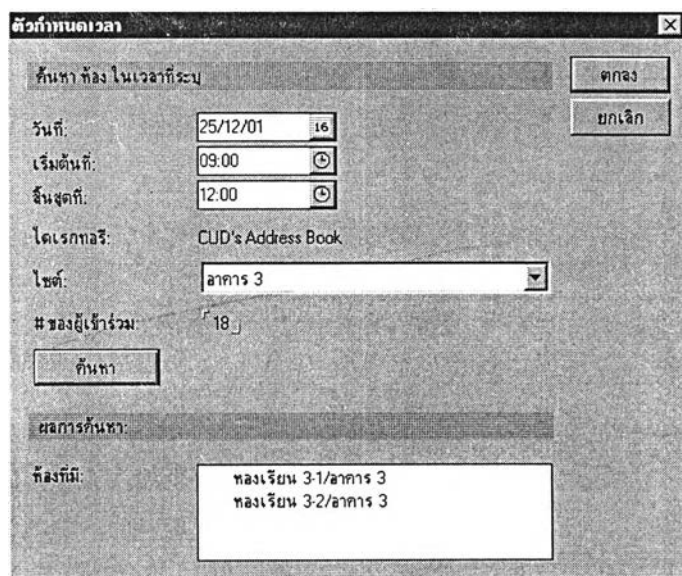 ตัวกำหนดเวลา
ค้นหา ห้อง ในเวลาที่ระบุ
ตกลง
ยกเลิก
วันที่: 25/12/01 16
เริ่มต้นที่: 09:00
สิ้นสุดที่: 12:00
ไดเรกทอรี: CUD's Address Book
ไซต์: อาคาร 3
# ของผู้เข้าร่วม: 18
ค้นหา
ผลการค้นหา:
ห้องที่มี: ทองเรียน 3-1/อาคาร 3
ทองเรียน 3-2/อาคาร 3